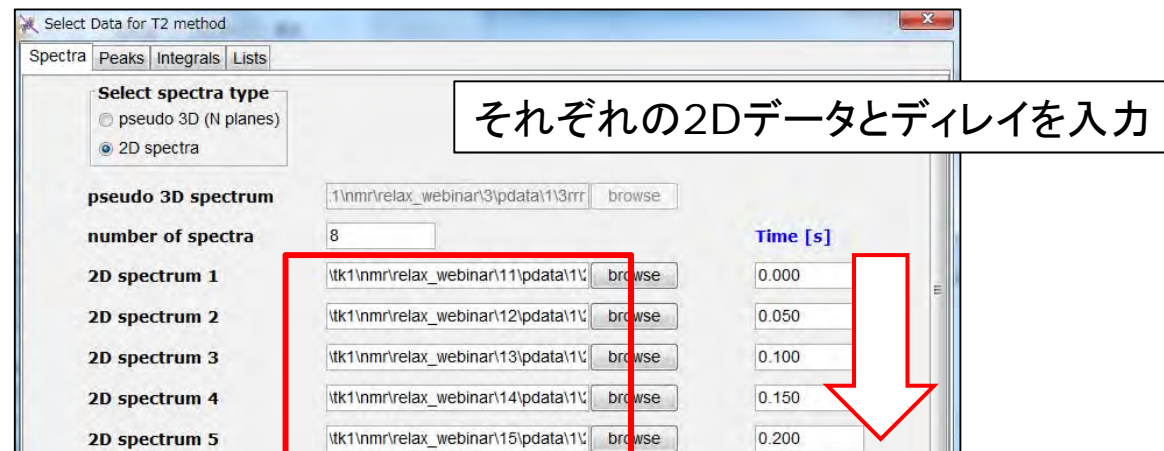 Select Data for T2 method
Spectra Peaks Integrals Lists
Select spectra type
pseudo 3D (N planes)
2D spectra
それぞれの2Dデータとディレイを入力
pseudo 3D spectrum .1\nmr\relax_webinar\3\pdata\1\3rrr browse
number of spectra 8 Time [s]
2D spectrum 1 \tk1\nmr\relax_webinar\11\pdata\1\2 browse 0.000
2D spectrum 2 \tk1\nmr\relax_webinar\12\pdata\1\2 browse 0.050
2D spectrum 3 \tk1\nmr\relax_webinar\13\pdata\1\2 browse 0.100
2D spectrum 4 \tk1\nmr\relax_webinar\14\pdata\1\2 browse 0.150
2D spectrum 5 \tk1\nmr\relax_webinar\15\pdata\1\2 browse 0.200